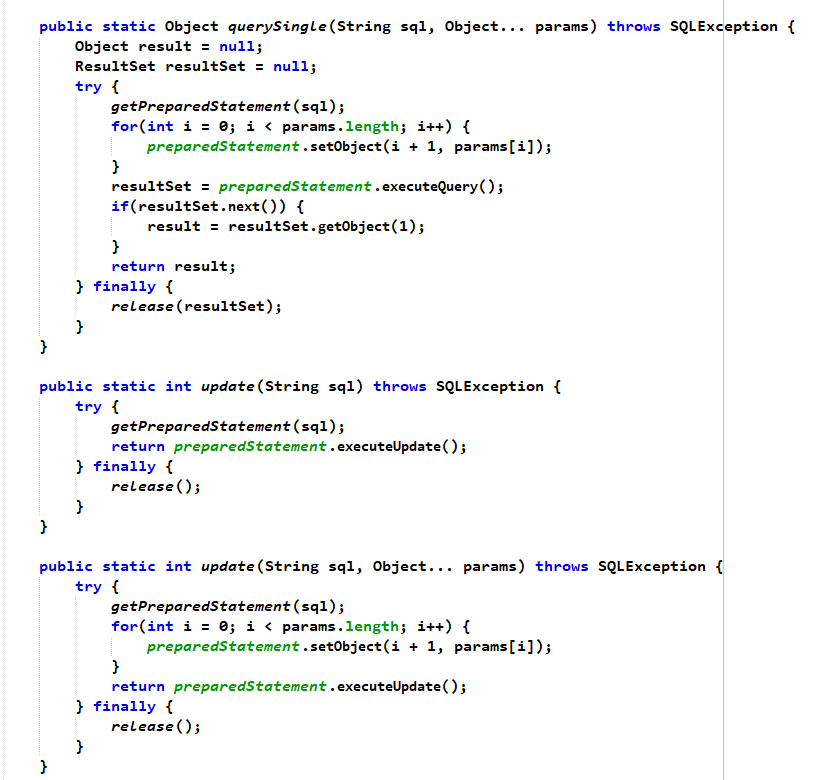 public static Object querySingle(String sql, Object... params) throws SQLException {
    Object result = null;
    ResultSet resultSet = null;
    try {
        getPreparedStatement(sql);
        for(int i = 0; i < params.length; i++) {
            preparedStatement.setObject(i + 1, params[i]);
        }
        resultSet = preparedStatement.executeQuery();
        if(resultSet.next()) {
            result = resultSet.getObject(1);
        }
        return result;
    } finally {
        release(resultSet);
    }
}

public static int update(String sql) throws SQLException {
    try {
        getPreparedStatement(sql);
        return preparedStatement.executeUpdate();
    } finally {
        release();
    }
}

public static int update(String sql, Object... params) throws SQLException {
    try {
        getPreparedStatement(sql);
        for(int i = 0; i < params.length; i++) {
            preparedStatement.setObject(i + 1, params[i]);
        }
        return preparedStatement.executeUpdate();
    } finally {
        release();
    }
}